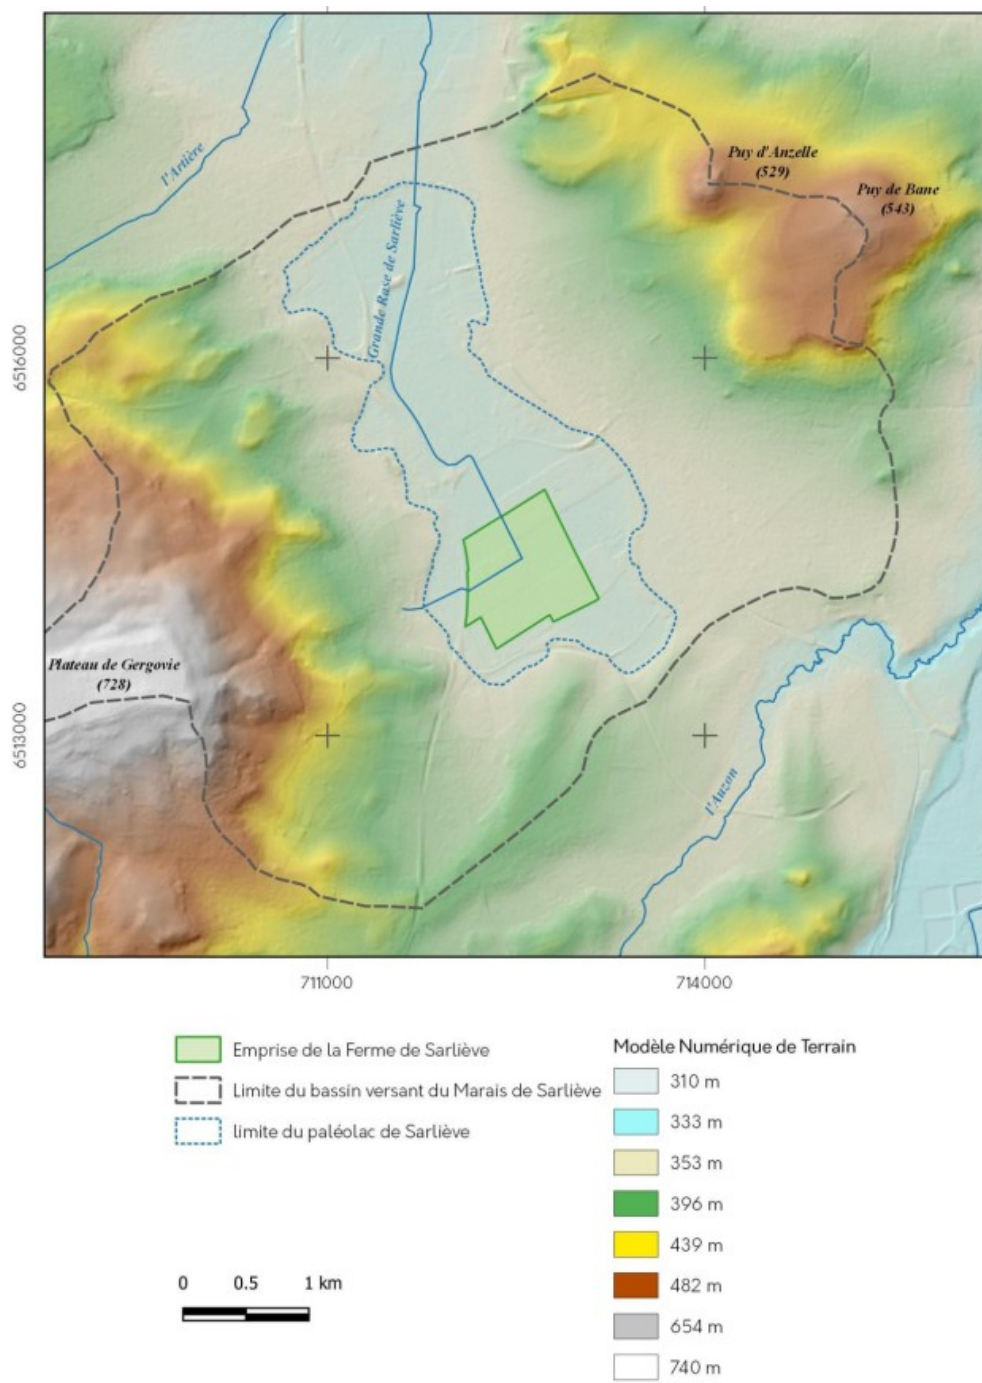 l'Artière
Puy d'Anzelle
(529)
Puy de Bane
(543)
Grande Rase de Sarliève
6516000
Plateau de Gergovie
(728)
6513000
l'Auzon
711000
714000
Emprise de la Ferme de Sarliève
Limite du bassin versant du Marais de Sarliève
limite du paléolac de Sarliève
Modèle Numérique de Terrain
310 m
333 m
353 m
396 m
439 m
482 m
654 m
740 m
0 0.5 1 km